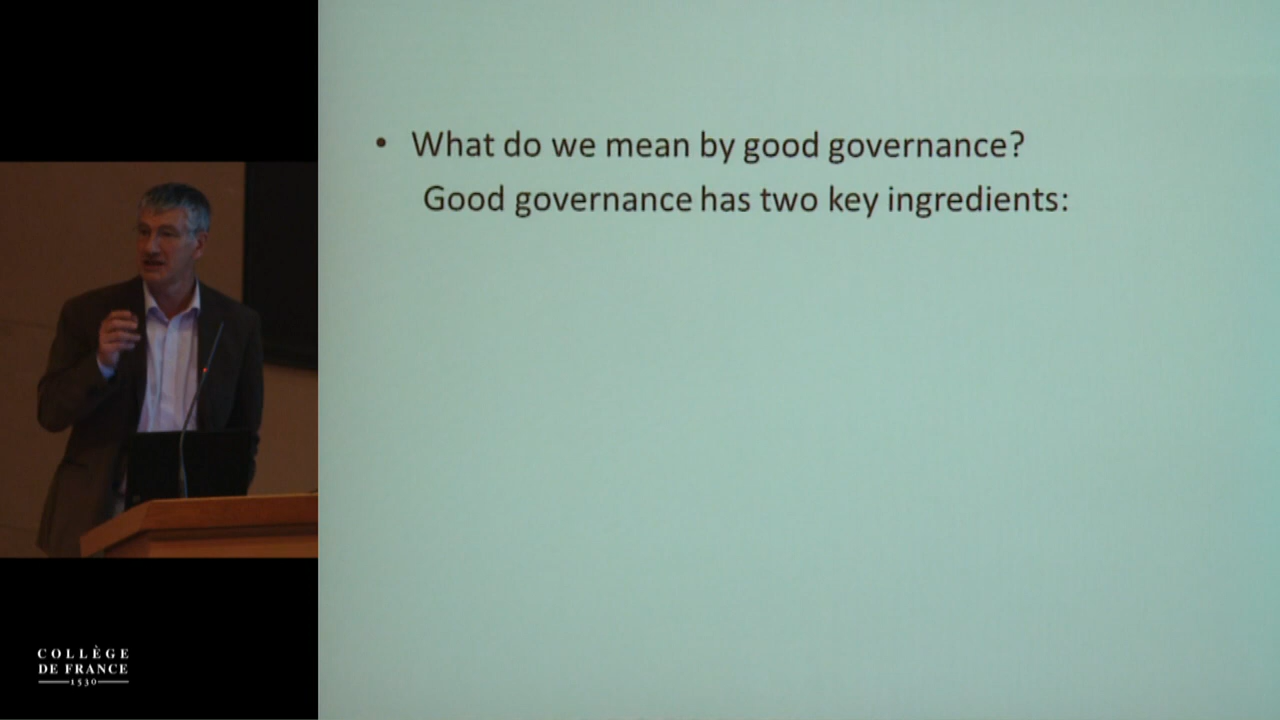 • What do we mean by good governance?
Good governance has two key ingredients:
COLLÈGE
DE FRANCE
1530